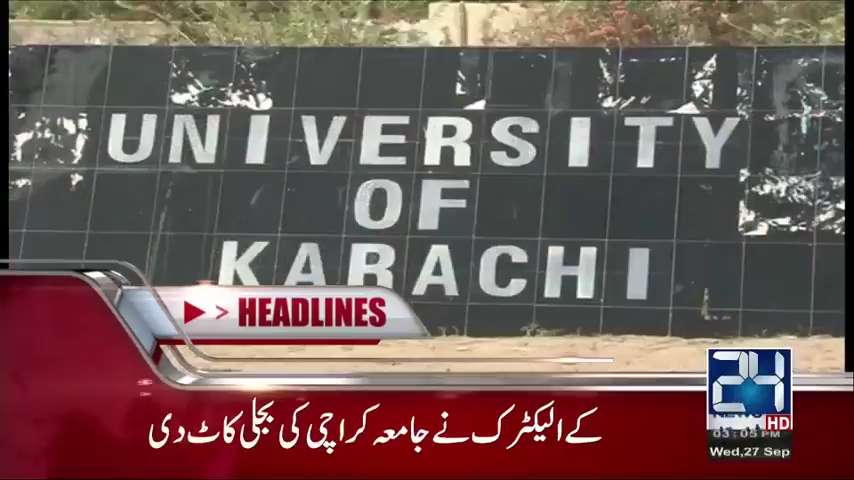 UNIVERSITY
OF
KARACHI
HEADLINES
24
HD
03:05 PM
Wed,27 Sep
کے الیکٹرک نے جامعہ کراچی کی بجلی کاٹ دی